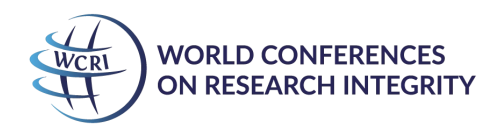 WCRI
WORLD CONFERENCES
ON RESEARCH INTEGRITY